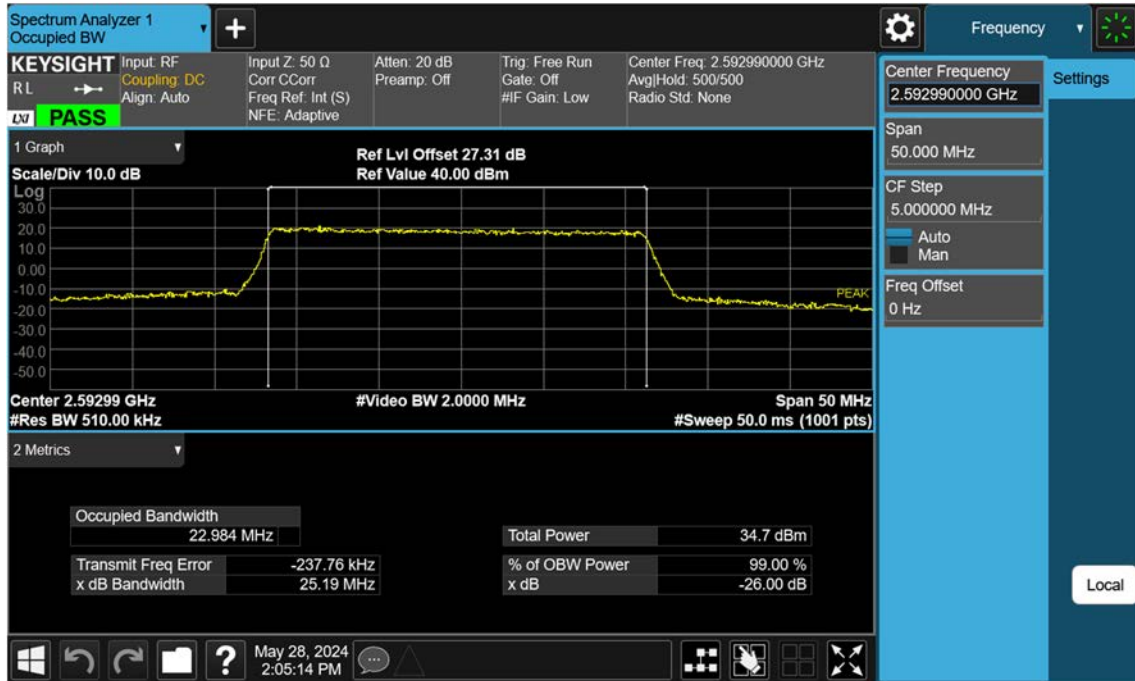 Spectrum Analyzer 1
Occupied BW
+
Frequency
KEYSIGHT
RL
LXI
PASS
Input: RF
Coupling: DC
Align: Auto
Input Z: 50 Ω
Corr CCorr
Freq Ref: Int (S)
NFE: Adaptive
Atten: 20 dB
Preamp: Off
Trig: Free Run
Gate: Off
#IF Gain: Low
Center Freq: 2.592990000 GHz
Avg|Hold: 500/500
Radio Std: None
Center Frequency
2.592990000 GHz
Settings
Span
50.000 MHz
CF Step
5.000000 MHz
Auto
Man
Freq Offset
0 Hz
Local
1 Graph
Scale/Div 10.0 dB
Ref Lvl Offset 27.31 dB
Ref Value 40.00 dBm
Log
30.0
20.0
10.0
0.00
-10.0
-20.0
-30.0
-40.0
-50.0
PEAK
Center 2.59299 GHz
#Video BW 2.0000 MHz
Span 50 MHz
#Res BW 510.00 kHz
#Sweep 50.0 ms (1001 pts)
2 Metrics
Occupied Bandwidth
22.984 MHz
Total Power 34.7 dBm
Transmit Freq Error -237.76 kHz
% of OBW Power 99.00 %
x dB Bandwidth 25.19 MHz
x dB -26.00 dB
?
May 28, 2024
2:05:14 PM